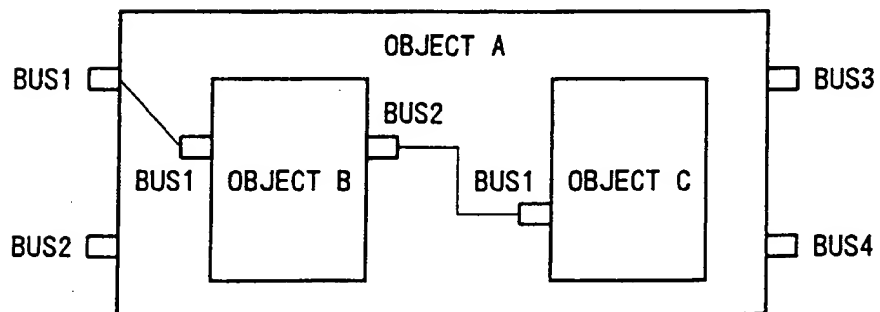 OBJECT A
BUS1
BUS3
BUS2
BUS1
OBJECT B
BUS1
OBJECT C
BUS2
BUS4